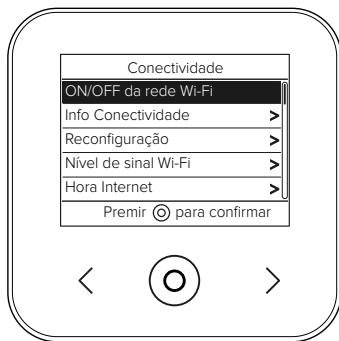 Conectividade
ON/OFF da rede Wi-Fi
Info Conectividade >
Reconfiguração >
Nível de sinal Wi-Fi >
Hora Internet >
Premir ⊚ para confirmar